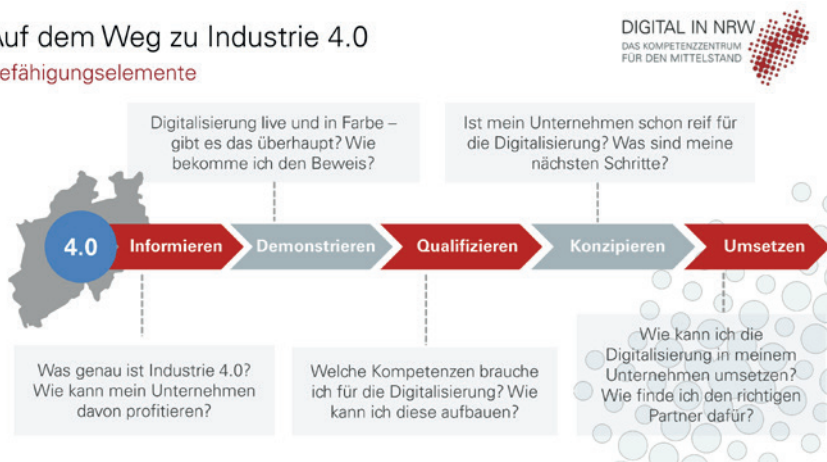 Auf dem Weg zu Industrie 4.0
efähigungselemente
DIGITAL IN NRW
DAS KOMPETENZZENTRUM
FÜR DEN MITTELSTAND
Digitalisierung live und in Farbe –
gibt es das überhaupt? Wie
bekomme ich den Beweis?
Ist mein Unternehmen schon reif für
die Digitalisierung? Was sind meine
nächsten Schritte?
4.0
Informieren
Demonstrieren
Qualifizieren
Konzipieren
Umsetzen
Was genau ist Industrie 4.0?
Wie kann mein Unternehmen
davon profitieren?
Welche Kompetenzen brauche
ich für die Digitalisierung? Wie
kann ich diese aufbauen?
Wie kann ich die
Digitalisierung in meinem
Unternehmen umsetzen?
Wie finde ich den richtigen
Partner dafür?